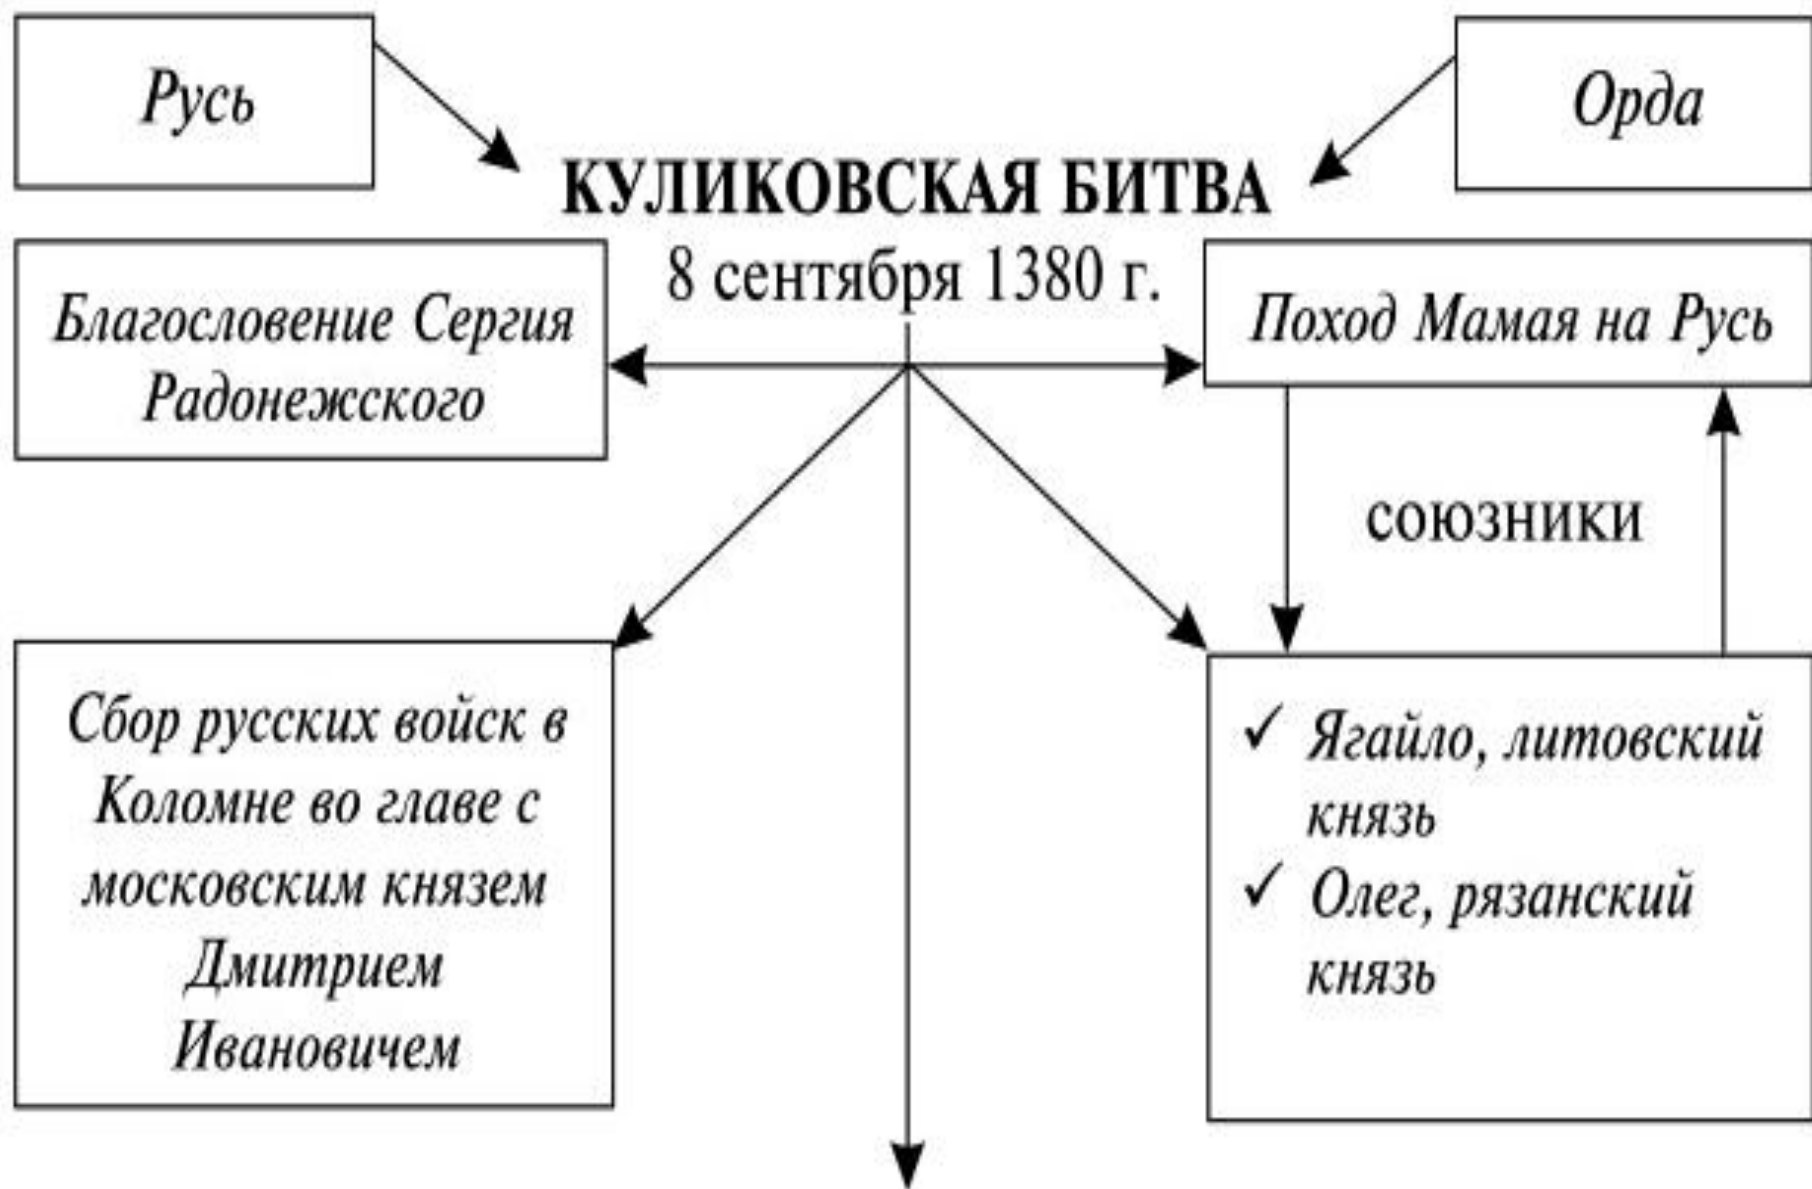 Русь
Орда
КУЛИКОВСКАЯ БИТВА
8 сентября 1380 г.
Благословение Сергия
Радонежского
Поход Мамая на Русь
союзники
Сбор русских войск в
Коломне во главе с
московским князем
Дмитрием
Ивановичем
✓ Ягайло, литовский
князь
✓ Олег, рязанский
князь